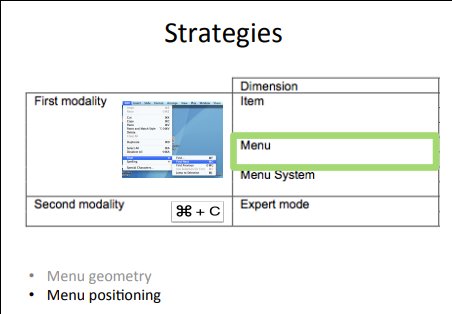 Strategies
Dimension
First modality
Item
Menu
Menu System
Second modality
⌘ + C
Expert mode
• Menu geometry
• Menu positioning